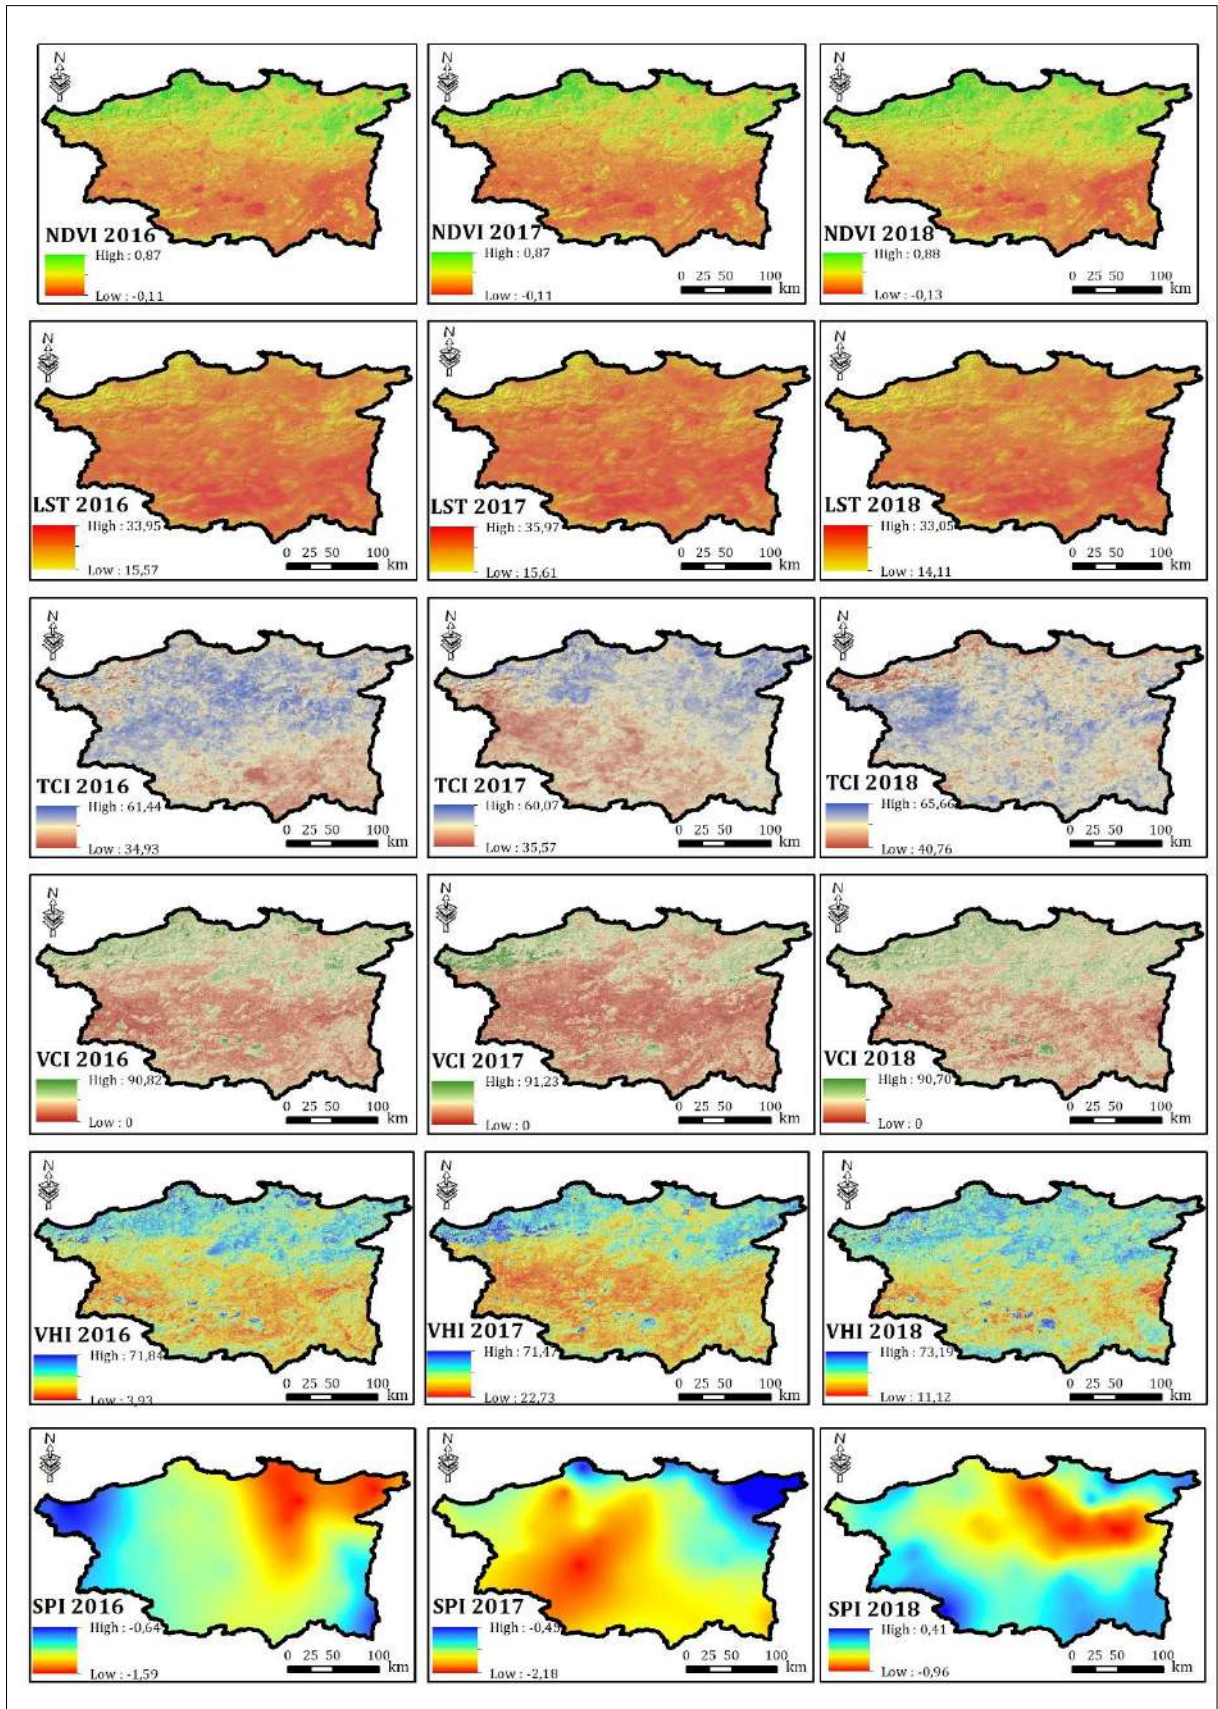 N
N
N
NDVI 2016
High : 0,87
Low : -0,11
NDVI 2017
High : 0,87
Low : -0,11
0 25 50 100
km
NDVI 2018
High : 0,88
Low : -0,13
0 25 50 100
km
N
N
N
LST 2016
High : 33,95
Low : 15,57
0 25 50 100
km
LST 2017
High : 35,97
Low : 15,61
0 25 50 100
km
LST 2018
High : 33,05
Low : 14,11
0 25 50 100
km
N
N
N
TCI 2016
High : 61,44
Low : 34,93
0 25 50 100
km
TCI 2017
High : 60,07
Low : 35,57
0 25 50 100
km
TCI 2018
High : 65,66
Low : 40,76
0 25 50 100
km
N
N
N
VCI 2016
High : 90,82
Low : 0
0 25 50 100
km
VCI 2017
High : 91,23
Low : 0
0 25 50 100
km
VCI 2018
High : 90,70
Low : 0
0 25 50 100
km
N
N
N
VHI 2016
High : 71,84
Low : 3,93
0 25 50 100
km
VHI 2017
High : 71,47
Low : 22,73
0 25 50 100
km
VHI 2018
High : 73,19
Low : 11,12
0 25 50 100
km
N
N
N
SPI 2016
High : -0,64
Low : -1,59
0 25 50 100
km
SPI 2017
High : -0,45
Low : -2,18
0 25 50 100
km
SPI 2018
High : 0,41
Low : -0,96
0 25 50 100
km